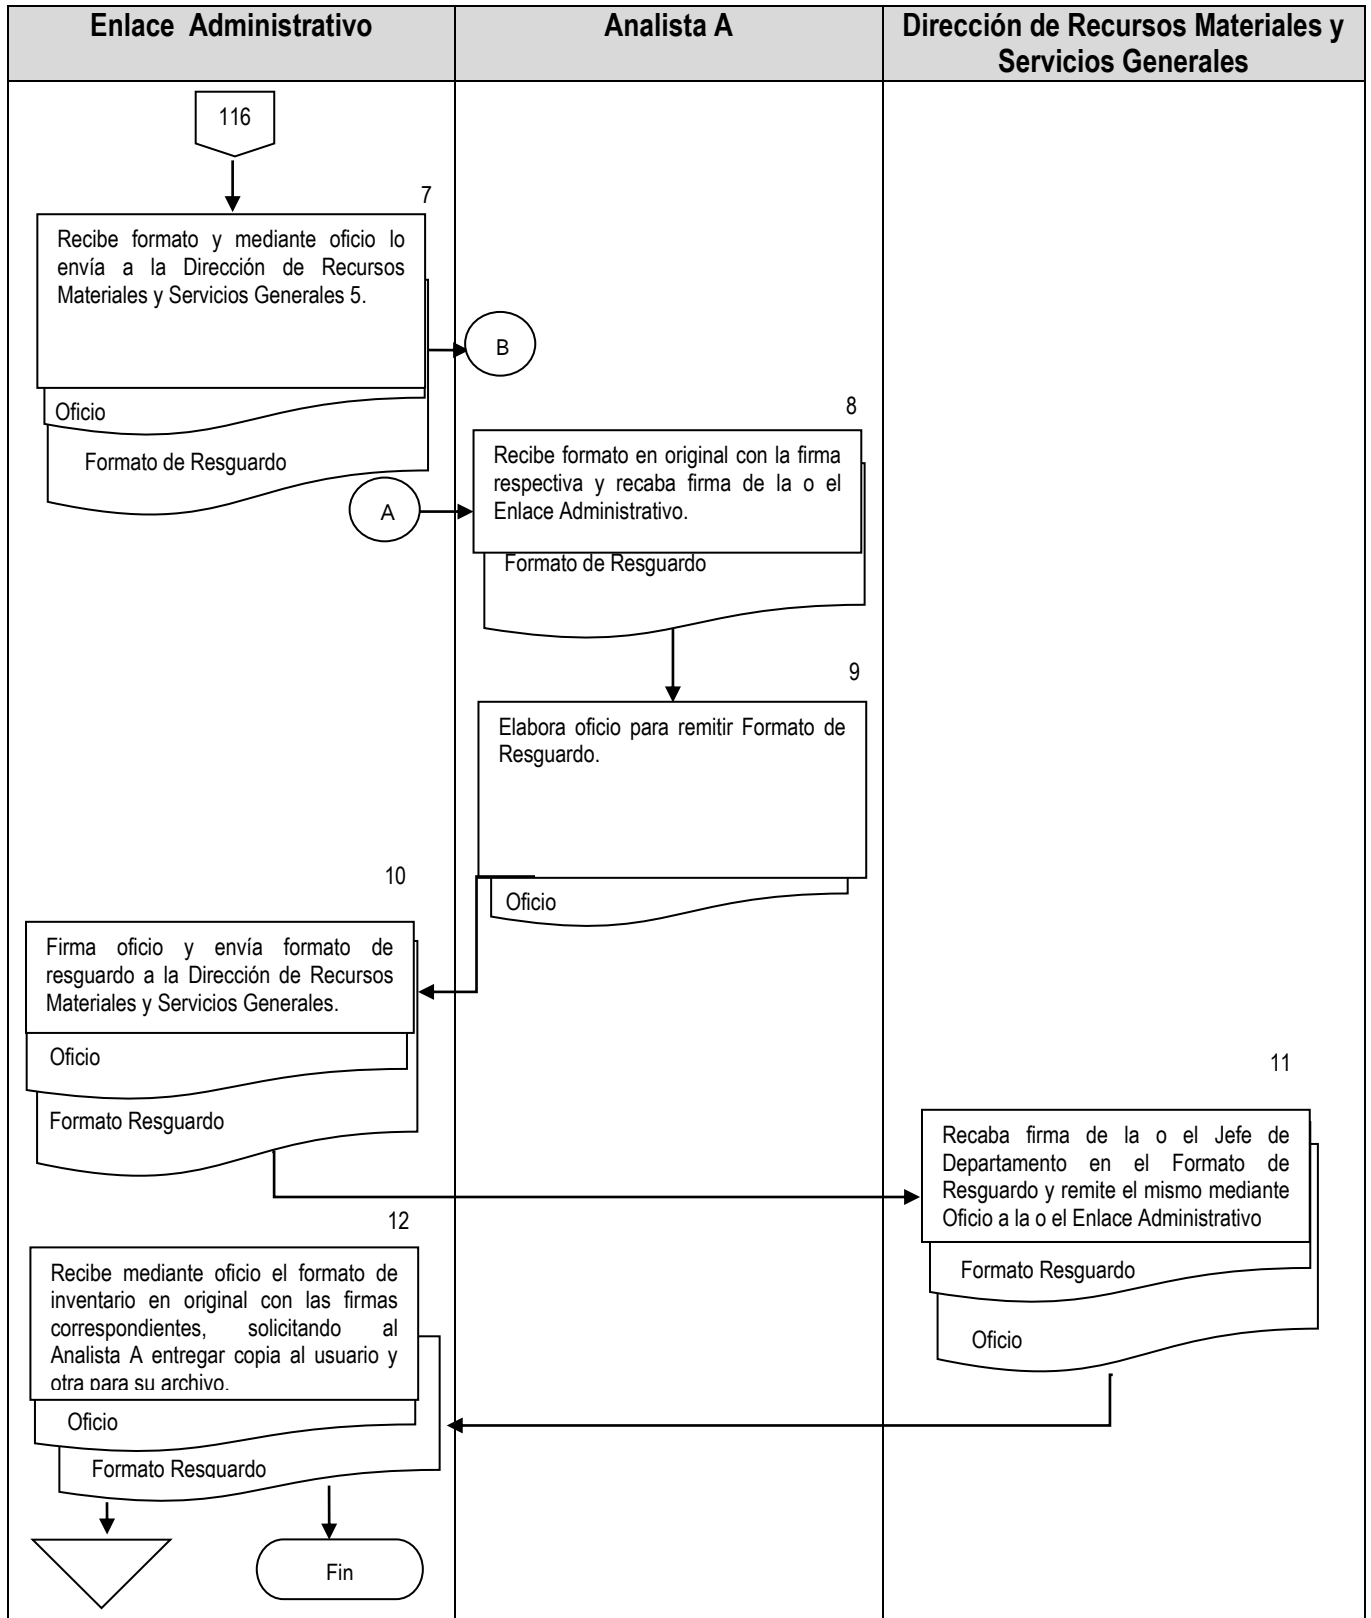 Enlace Administrativo
Analista A
Dirección de Recursos Materiales y
Servicios Generales
116
7
Recibe formato y mediante oficio lo
envía a la Dirección de Recursos
Materiales y Servicios Generales 5.
Oficio
Formato de Resguardo
B
A
8
Recibe formato en original con la firma
respectiva y recaba firma de la o el
Enlace Administrativo.
Formato de Resguardo
9
Elabora oficio para remitir Formato de
Resguardo.
Oficio
10
Firma oficio y envía formato de
resguardo a la Dirección de Recursos
Materiales y Servicios Generales.
Oficio
Formato Resguardo
11
Recaba firma de la o el Jefe de
Departamento en el Formato de
Resguardo y remite el mismo mediante
Oficio a la o el Enlace Administrativo
Formato Resguardo
Oficio
12
Recibe mediante oficio el formato de
inventario en original con las firmas
correspondientes, solicitando al
Analista A entregar copia al usuario y
otra para su archivo.
Oficio
Formato Resguardo
Fin